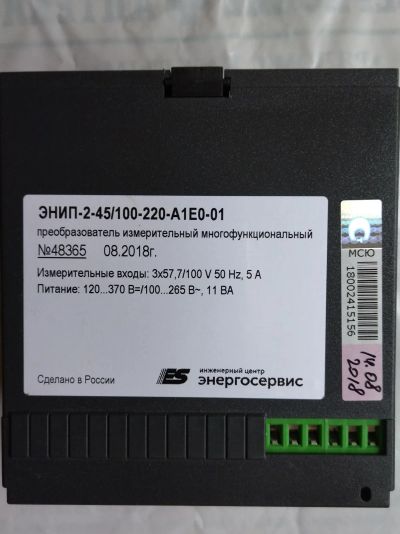 ЭНИП-2-45/100-220-А1Е0-01
преобразователь измерительный многофункциональный
№48365 08.2018г.
Измерительные входы: 3x57,7/100 V 50 Hz, 5 А
Питание: 120...370 В=/100...265 В~, 11 ВА
Сделано в России
ES
инженерный центр
энергосервис
МСЮ
18002415156
14.08
2018